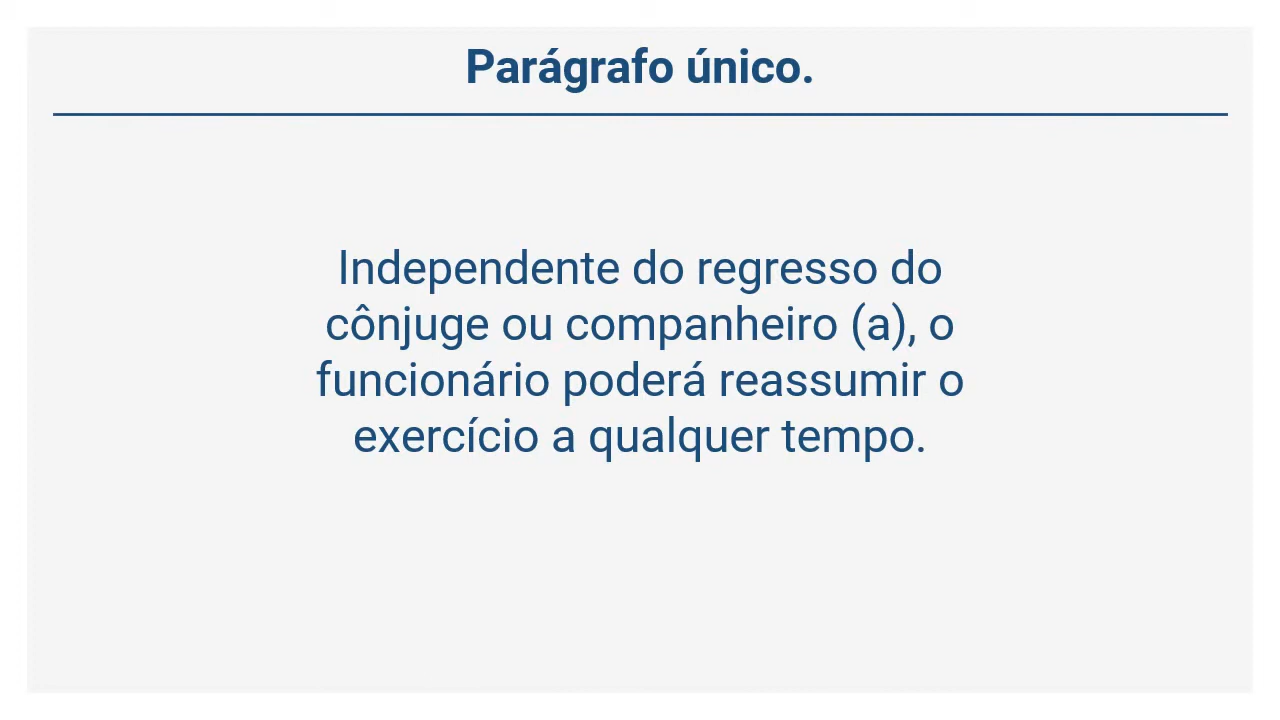 Parágrafo único.
Independente do regresso do
cônjuge ou companheiro (a), o
funcionário poderá reassumir o
exercício a qualquer tempo.